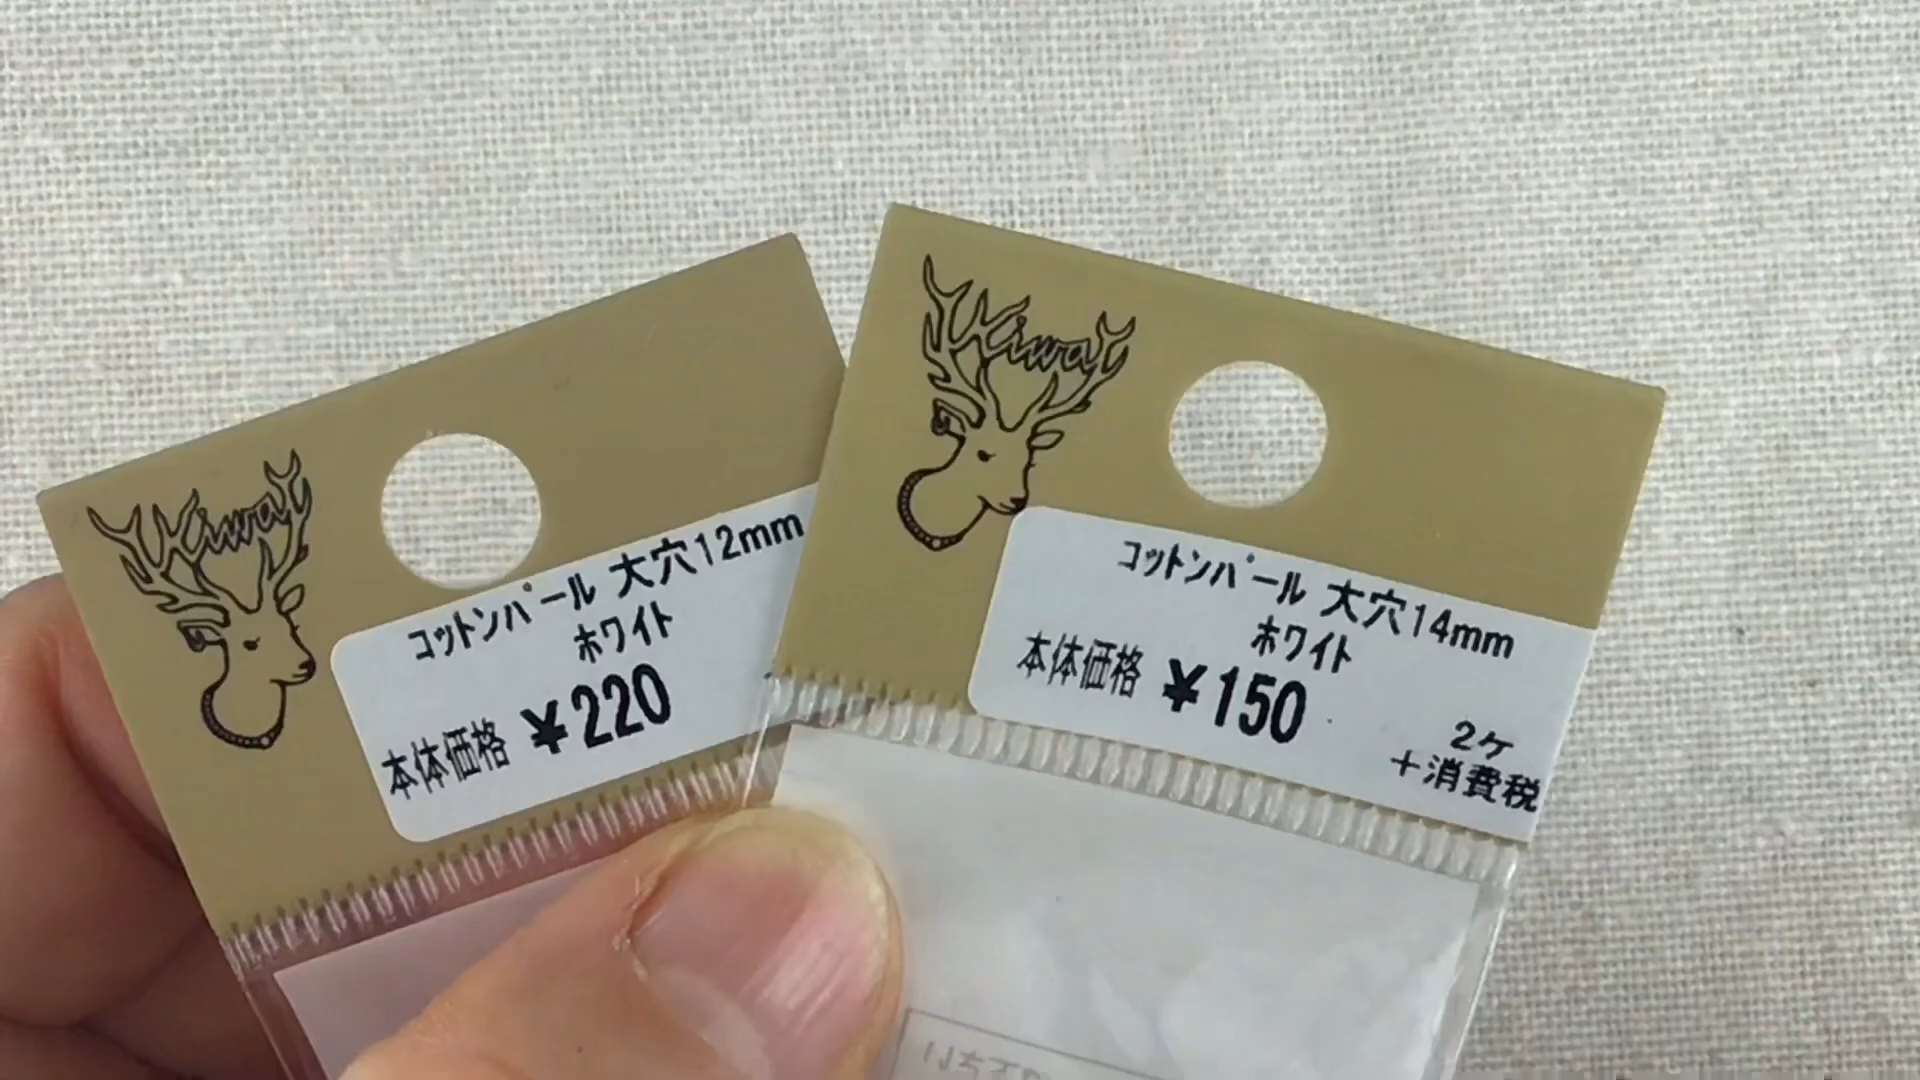 Kiwa
コットンパール 大穴12mm
ホワイト
本体価格 ¥220
Kiwa
コットンパール 大穴14mm
ホワイト
本体価格 ¥150
2ケ
+消費税